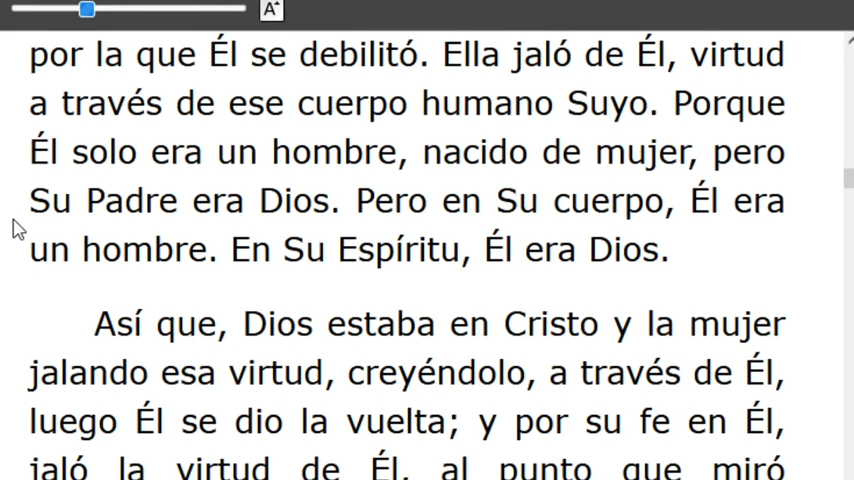 A
por la que Él se debilitó. Ella jaló de Él, virtud
a través de ese cuerpo humano Suyo. Porque
Él solo era un hombre, nacido de mujer, pero
Su Padre era Dios. Pero en Su cuerpo, Él era
un hombre. En Su Espíritu, Él era Dios.
Así que, Dios estaba en Cristo y la mujer
jalando esa virtud, creyéndolo, a través de Él,
luego Él se dio la vuelta; y por su fe en Él,
jaló la virtud de Él, al punto que miró